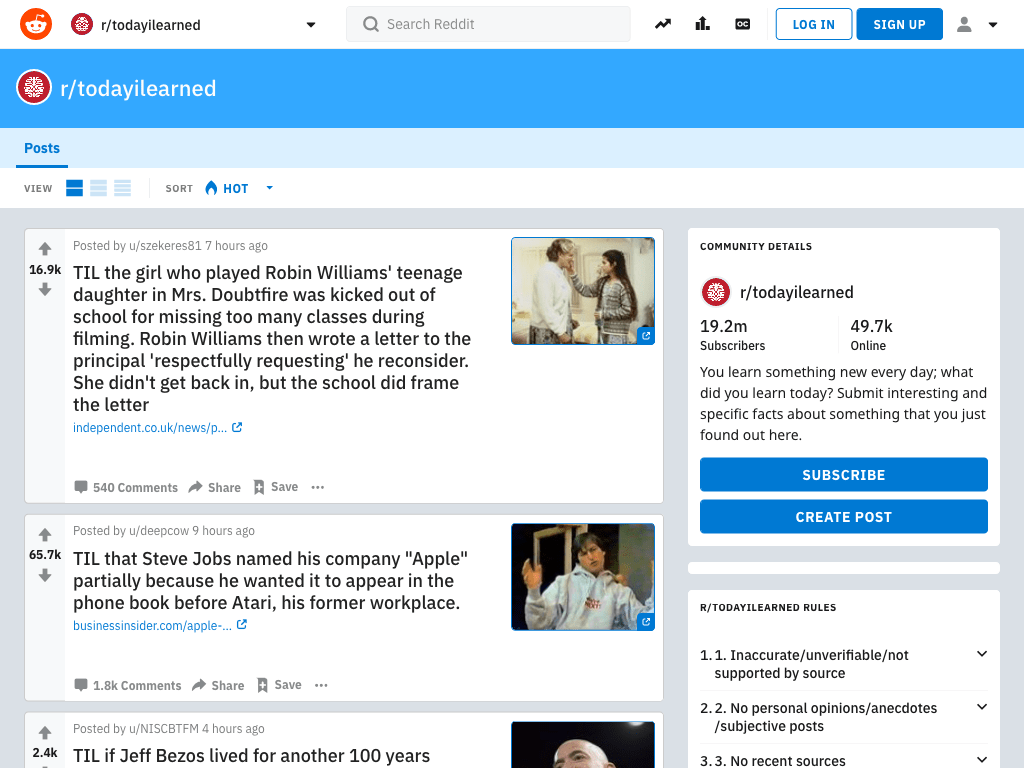 r/todayilearned
Search Reddit
OC
LOG IN
SIGN UP
r/todayilearned
Posts
VIEW
SORT
HOT
16.9k
Posted by u/szekeres81 7 hours ago
TIL the girl who played Robin Williams' teenage
daughter in Mrs. Doubtfire was kicked out of
school for missing too many classes during
filming. Robin Williams then wrote a letter to the
principal 'respectfully requesting' he reconsider.
She didn't get back in, but the school did frame
the letter
independent.co.uk/news/p...
540 Comments
Share
Save
65.7k
Posted by u/deepcow 9 hours ago
TIL that Steve Jobs named his company "Apple"
partially because he wanted it to appear in the
phone book before Atari, his former workplace.
businessinsider.com/apple-...
1.8k Comments
Share
Save
2.4k
Posted by u/NISCBTFM 4 hours ago
TIL if Jeff Bezos lived for another 100 years
COMMUNITY DETAILS
r/todayilearned
19.2m
Subscribers
49.7k
Online
You learn something new every day; what
did you learn today? Submit interesting and
specific facts about something that you just
found out here.
SUBSCRIBE
CREATE POST
R/TODAYILEARNED RULES
1. 1. Inaccurate/unverifiable/not
supported by source
2. 2. No personal opinions/anecdotes
/subjective posts
3. 3. No recent sources